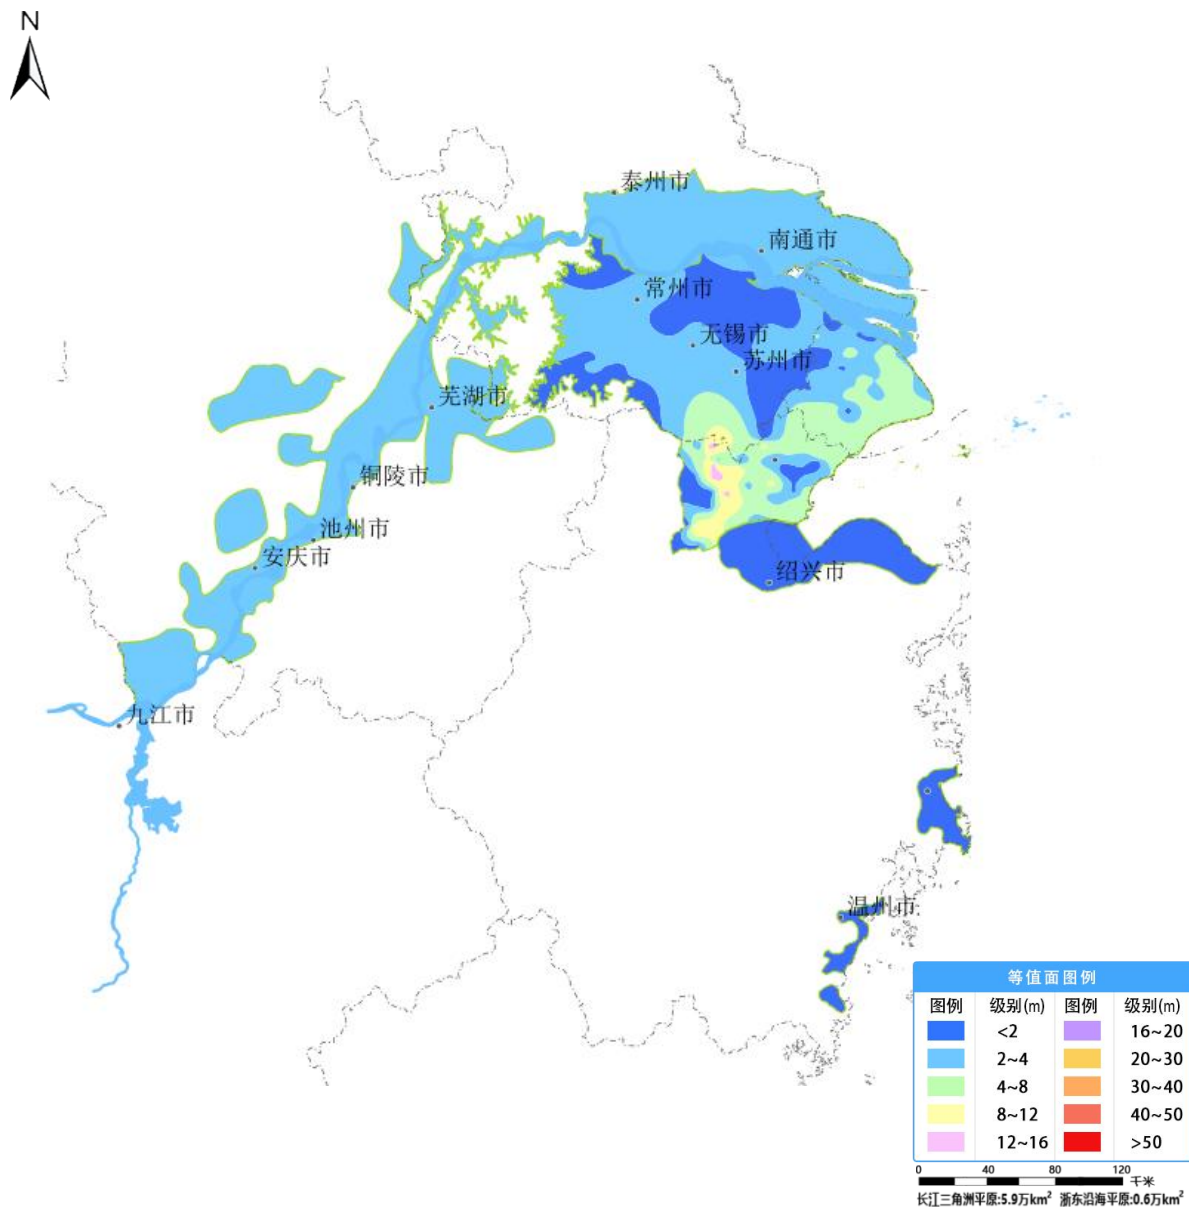 N
泰州市
南通市
常州市
无锡市
苏州市
芜湖市
铜陵市
池州市
安庆市
绍兴市
九江市
温州市
等值面图例
图例 级别(m) 图例 级别(m)
<2 16~20
2~4 20~30
4~8 30~40
8~12 40~50
12~16 >50
0 40 80 120
千米
长江三角洲平原:5.9万km² 浙东沿海平原:0.6万km²